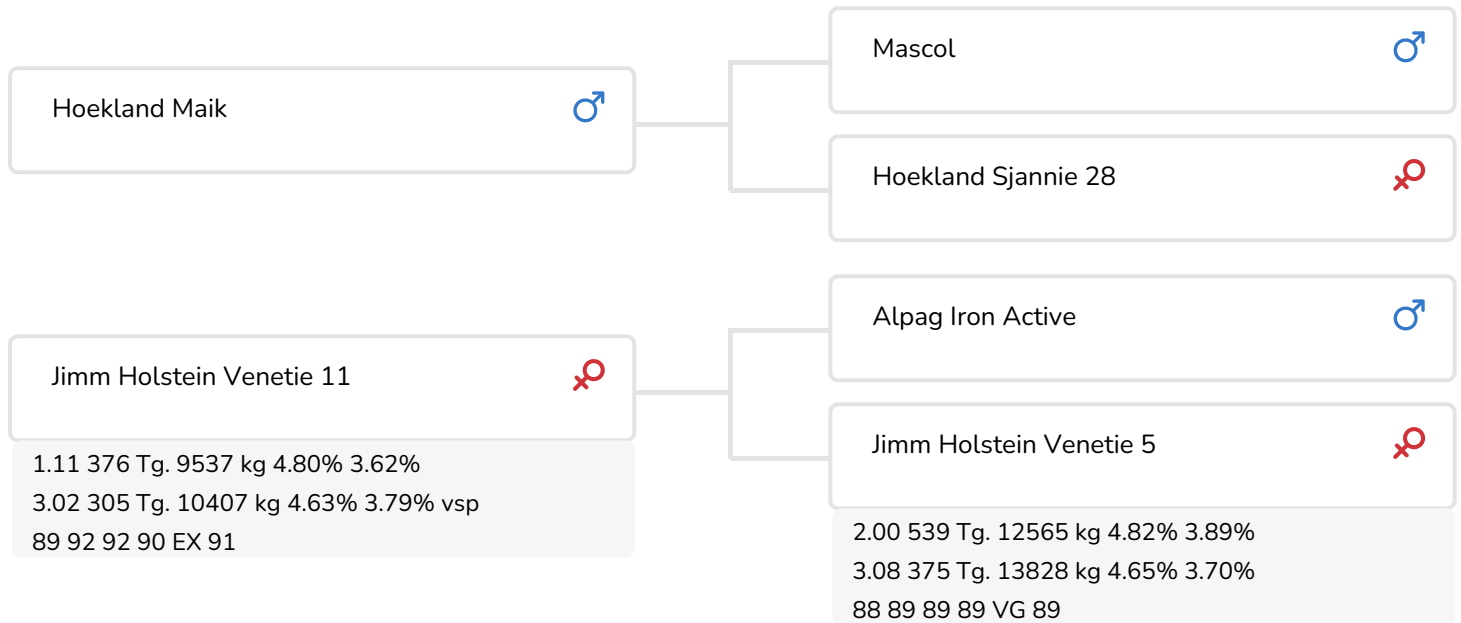 Hoekland Maik
Mascol
Hoekland Sjannie 28
Jimm Holstein Venetie 11
1.11 376 Tg. 9537 kg 4.80% 3.62%
3.02 305 Tg. 10407 kg 4.63% 3.79% vsp
89 92 92 90 EX 91
Alpag Iron Active
Jimm Holstein Venetie 5
2.00 539 Tg. 12565 kg 4.82% 3.89%
3.08 375 Tg. 13828 kg 4.65% 3.70%
88 89 89 89 VG 89